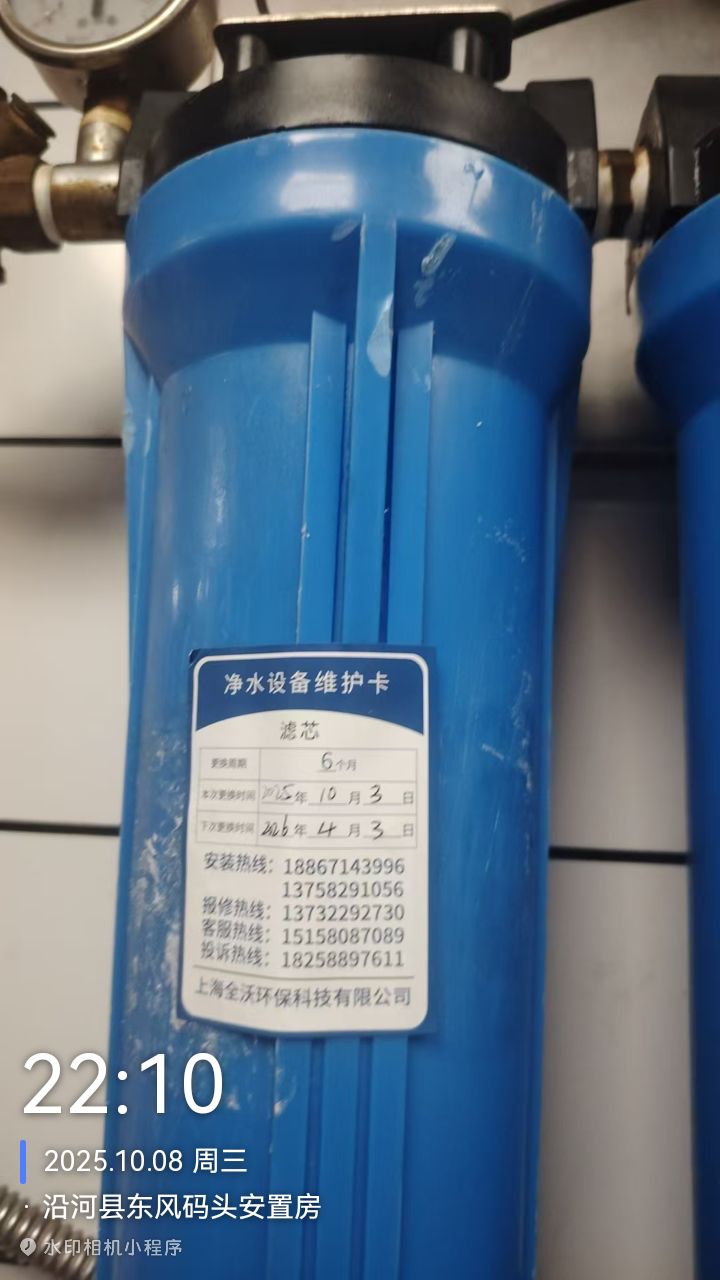 净水设备维护卡
滤芯
更换周期 6个月
本次更换时间 2025年 10月 3日
下次更换时间 2026年 4月 3日
安装热线：18867143996
13758291056
报修热线：13732292730
客服热线：15158087089
投诉热线：18258897611
上海全沃环保科技有限公司
22:10
2025.10.08 周三
· 沿河县东风码头安置房
水印相机小程序